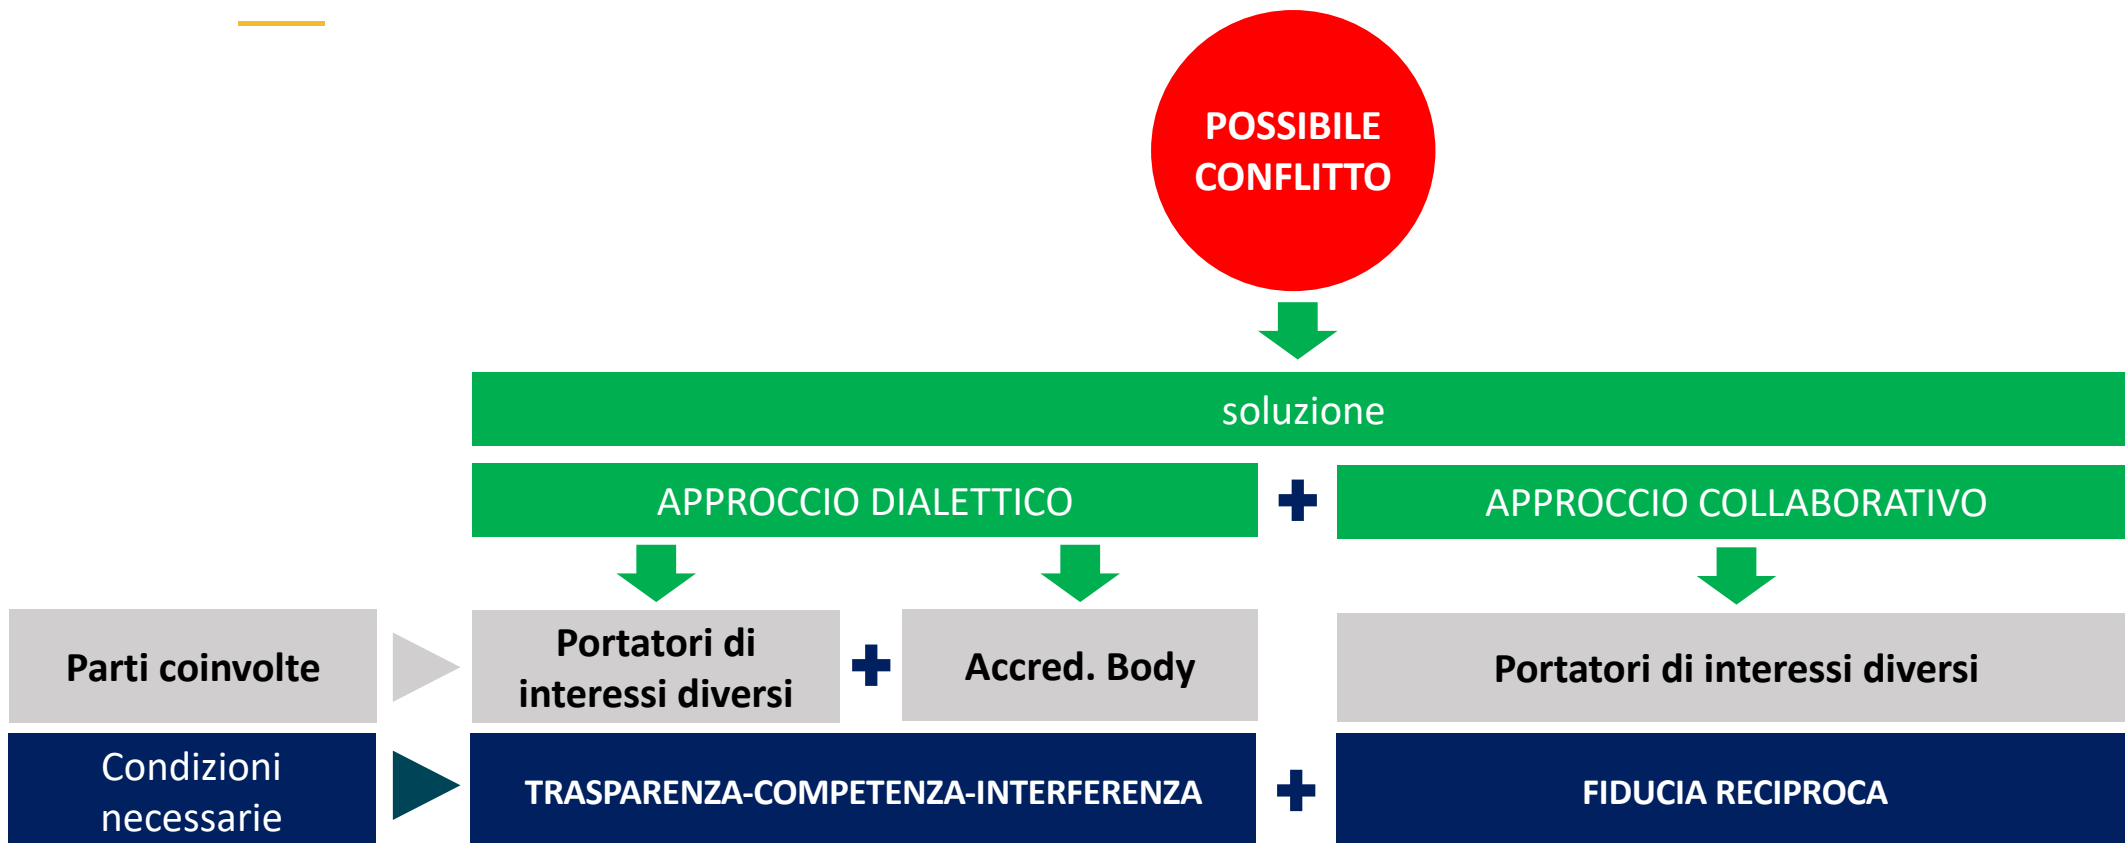 POSSIBILE
CONFLITTO
soluzione
APPROCCIO DIALETTICO
APPROCCIO COLLABORATIVO
Parti coinvolte
Portatori di
interessi diversi
Accred. Body
Portatori di interessi diversi
Condizioni
necessarie
TRASPARENZA-COMPETENZA-INTERFERENZA
FIDUCIA RECIPROCA